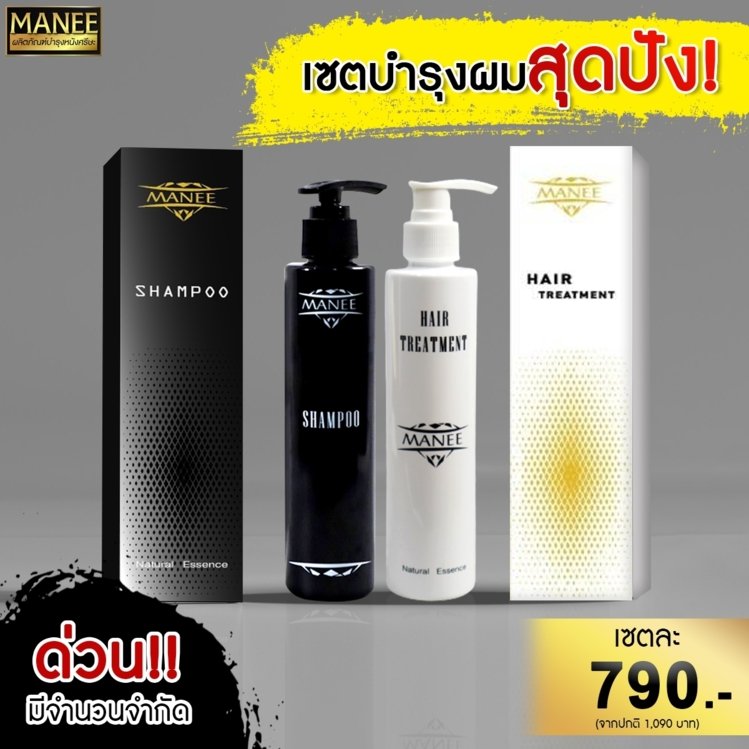 MANEE
ผลิตภัณฑ์บำรุงหนังศรีษะ
เซตบำรุงผมสุดปัง!
MANEE
SHAMPOO
Natural Essence
MANEE
SHAMPOO
HAIR
TREATMENT
MANEE
Natural Essence
MANEE
HAIR
TREATMENT
ด่วน!!
มีจำนวนจำกัด
เซตละ
790.-
(จากปกติ 1,090 บาท)